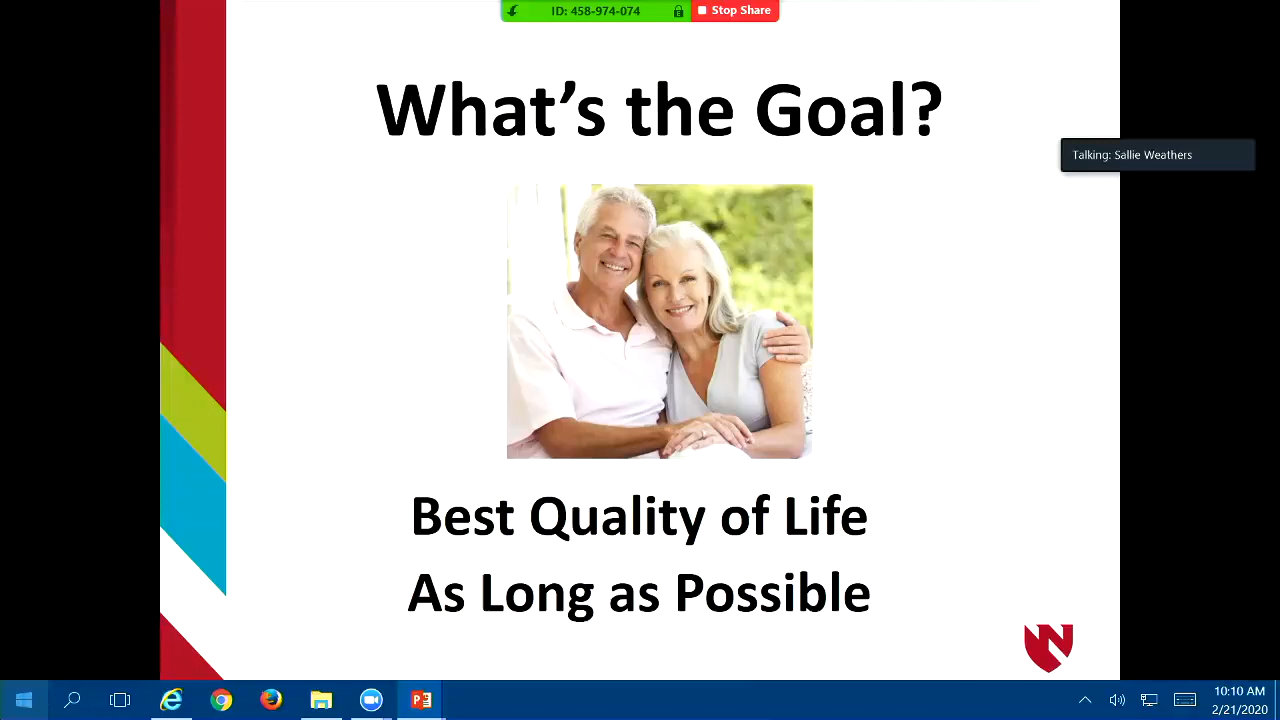 ID: 458-974-074
Stop Share
What's the Goal?
Talking: Sallie Weathers
Best Quality of Life
As Long as Possible
N
10:10 AM
2/21/2020